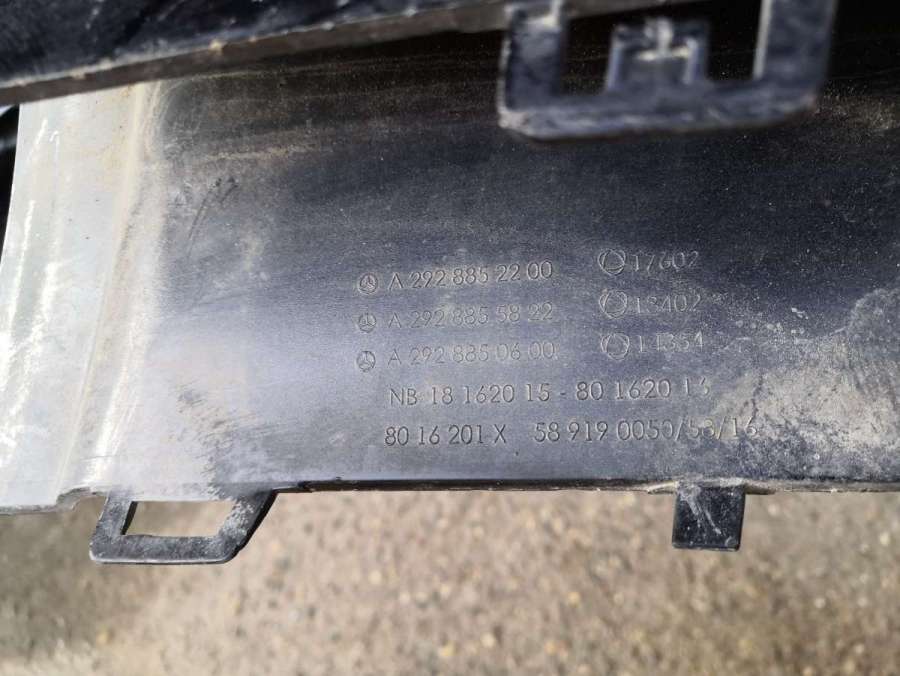 A 292 885 22 00 17602
A 292 885 58 22 13402
A 292 885 06 00 14354
NB 18 1620 15 - 80 1620 16
80 16 201 X 58 919 0050/53/16